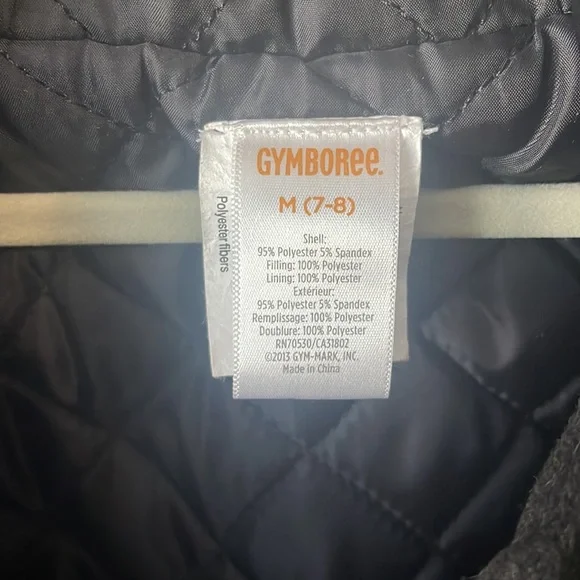 GYMBOREE.
M (7-8)
Shell:
95% Polyester 5% Spandex
Filling: 100% Polyester
Lining: 100% Polyester
Extérieur:
95% Polyester 5% Spandex
Remplissage: 100% Polyester
Doublure: 100% Polyester
RN70530/CA31802
©2013 GYM-MARK, INC.
Made in China
Polyester fibers